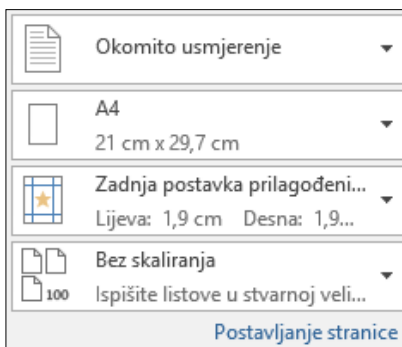 Okomito usmjerenje
A4
21 cm x 29,7 cm
Zadnja postavka prilagođeni...
Lijeva: 1,9 cm Desna: 1,9...
Bez skaliranja
100
Ispišite listove u stvarnoj veli...
Postavljanje stranice